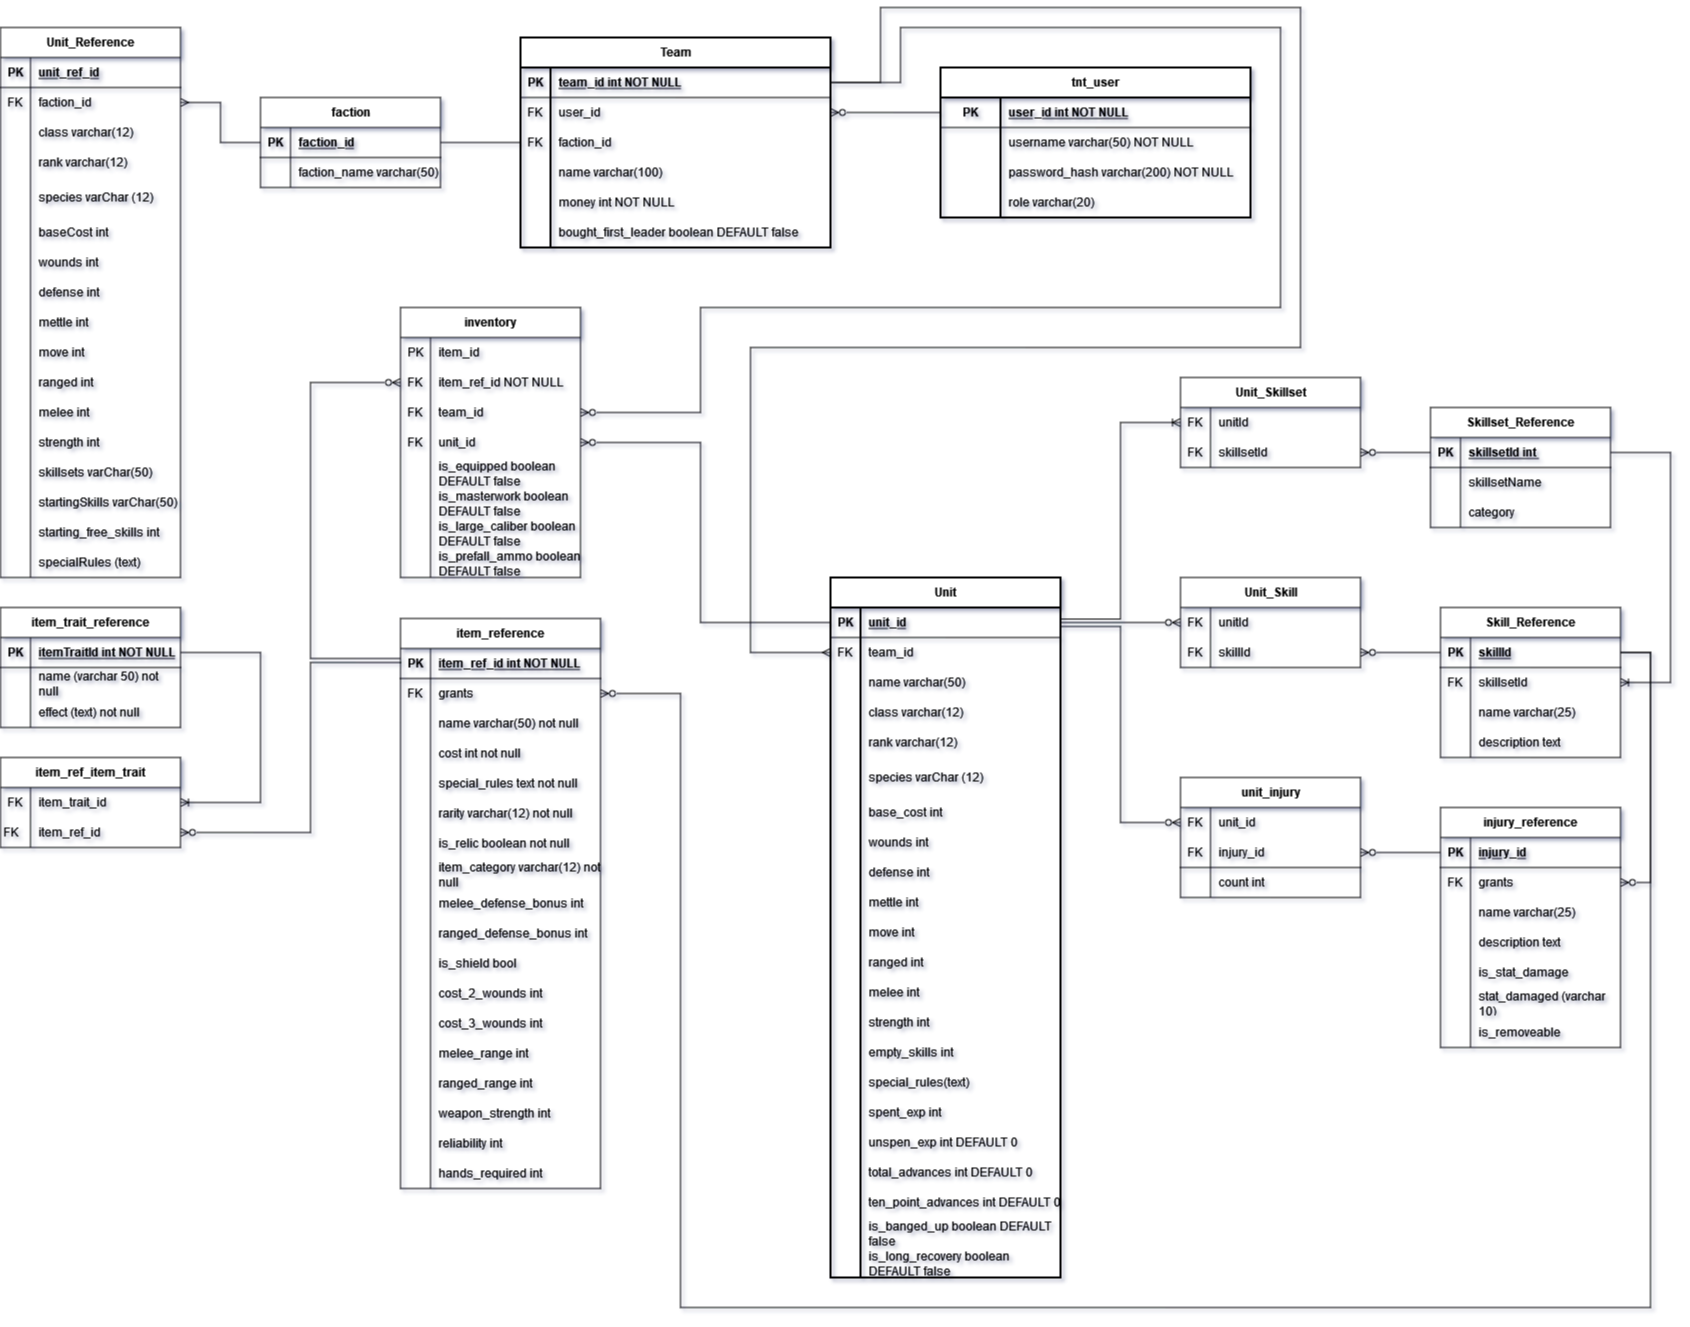 Unit_Reference
PK unit_ref_id
FK faction_id
class varchar(12)
rank varchar(12)
species varChar (12)
baseCost int
wounds int
defense int
mettle int
move int
ranged int
melee int
strength int
skillsets varChar(50)
startingSkills varChar(50)
starting_free_skills int
specialRules (text)
faction
PK faction_id
faction_name varchar(50)
Team
PK team_id int NOT NULL
FK user_id
FK faction_id
name varchar(100)
money int NOT NULL
bought_first_leader boolean DEFAULT false
tnt_user
PK user_id int NOT NULL
username varchar(50) NOT NULL
password_hash varchar(200) NOT NULL
role varchar(20)
inventory
PK item_id
FK item_ref_id NOT NULL
FK team_id
FK unit_id
is_equipped boolean
DEFAULT false
is_masterwork boolean
DEFAULT false
is_large_caliber boolean
DEFAULT false
is_prefall_ammo boolean
DEFAULT false
Unit_Skillset
FK unitId
FK skillsetId
Skillset_Reference
PK skillsetId int
skillsetName
category
item_trait_reference
PK itemTraitId int NOT NULL
name (varchar 50) not
null
effect (text) not null
item_ref_item_trait
FK item_trait_id
FK item_ref_id
item_reference
PK item_ref_id int NOT NULL
FK grants
name varchar(50) not null
cost int not null
special_rules text not null
rarity varchar(12) not null
is_relic boolean not null
item_category varchar(12) not
null
melee_defense_bonus int
ranged_defense_bonus int
is_shield bool
cost_2_wounds int
cost_3_wounds int
melee_range int
ranged_range int
weapon_strength int
reliability int
hands_required int
Unit
PK unit_id
FK team_id
name varchar(50)
class varchar(12)
rank varchar(12)
species varChar (12)
base_cost int
wounds int
defense int
mettle int
move int
ranged int
melee int
strength int
empty_skills int
special_rules(text)
spent_exp int
unspen_exp int DEFAULT 0
total_advances int DEFAULT 0
ten_point_advances int DEFAULT 0
is_banged_up boolean DEFAULT
false
is_long_recovery boolean
DEFAULT false
Unit_Skill
FK unitId
FK skillId
Skill_Reference
PK skillId
FK skillsetId
name varchar(25)
description text
unit_injury
FK unit_id
FK injury_id
count int
injury_reference
PK injury_id
FK grants
name varchar(25)
description text
is_stat_damage
stat_damaged (varchar
10)
is_removeable